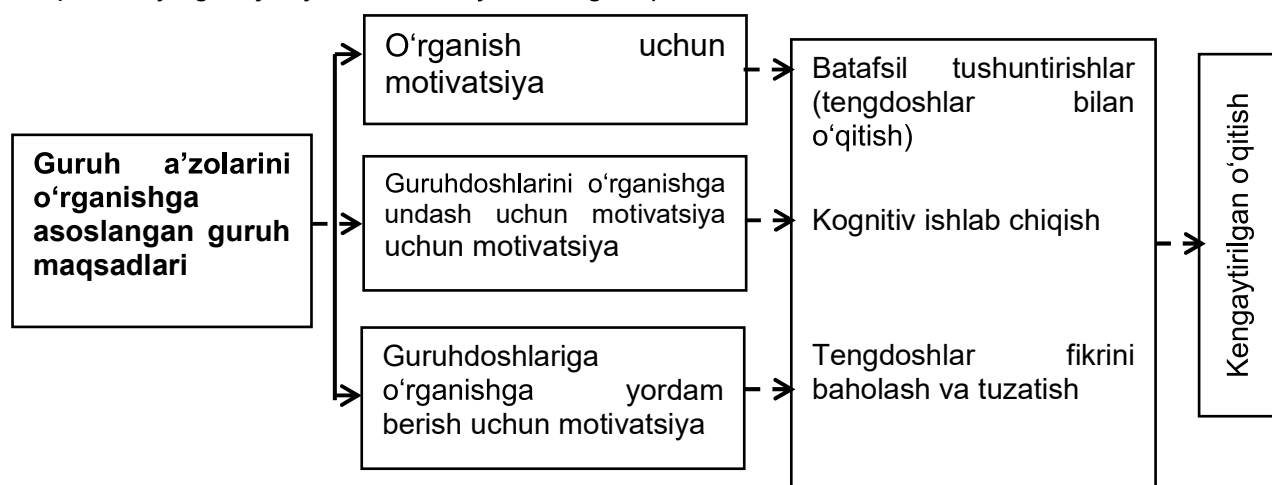 Guruh a’zolarini
o‘rganishga
asoslangan guruh
maqsadlari
O‘rganish uchun
motivatsiya
Guruhdoshlarini o‘rganishga
undash uchun motivatsiya
uchun motivatsiya
Guruhdoshlariga
o‘rganishga yordam
berish uchun motivatsiya
Batafsil tushuntirishlar
(tengdoshlar bilan
o‘qitish)
Kognitiv ishlab chiqish
Tengdoshlar fikrini
baholash va tuzatish
Kengaytirilgan o‘qitish